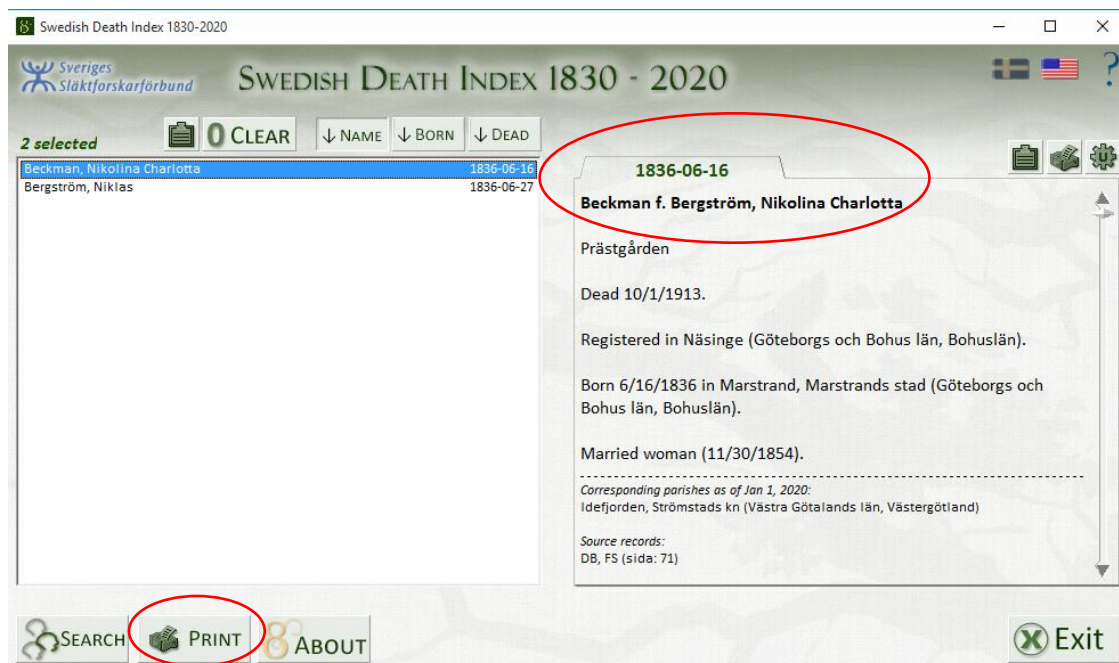 Swedish Death Index 1830-2020
Sveriges
Släktforskarförbund
SWEDISH DEATH INDEX 1830 - 2020
?
2 selected
0 CLEAR
↓ NAME
↓ BORN
↓ DEAD
Beckman, Nikolina Charlotta 1836-06-16
Bergström, Niklas 1836-06-27
1836-06-16
Beckman f. Bergström, Nikolina Charlotta
Prästgården
Dead 10/1/1913.
Registered in Näsinge (Göteborgs och Bohus län, Bohuslän).
Born 6/16/1836 in Marstrand, Marstrands stad (Göteborgs och
Bohus län, Bohuslän).
Married woman (11/30/1854).
Corresponding parishes as of Jan 1, 2020:
Idefjorden, Strömstads kn (Västra Götalands län, Västergötland)
Source records:
DB, FS (sida: 71)
SEARCH
PRINT
ABOUT
X Exit